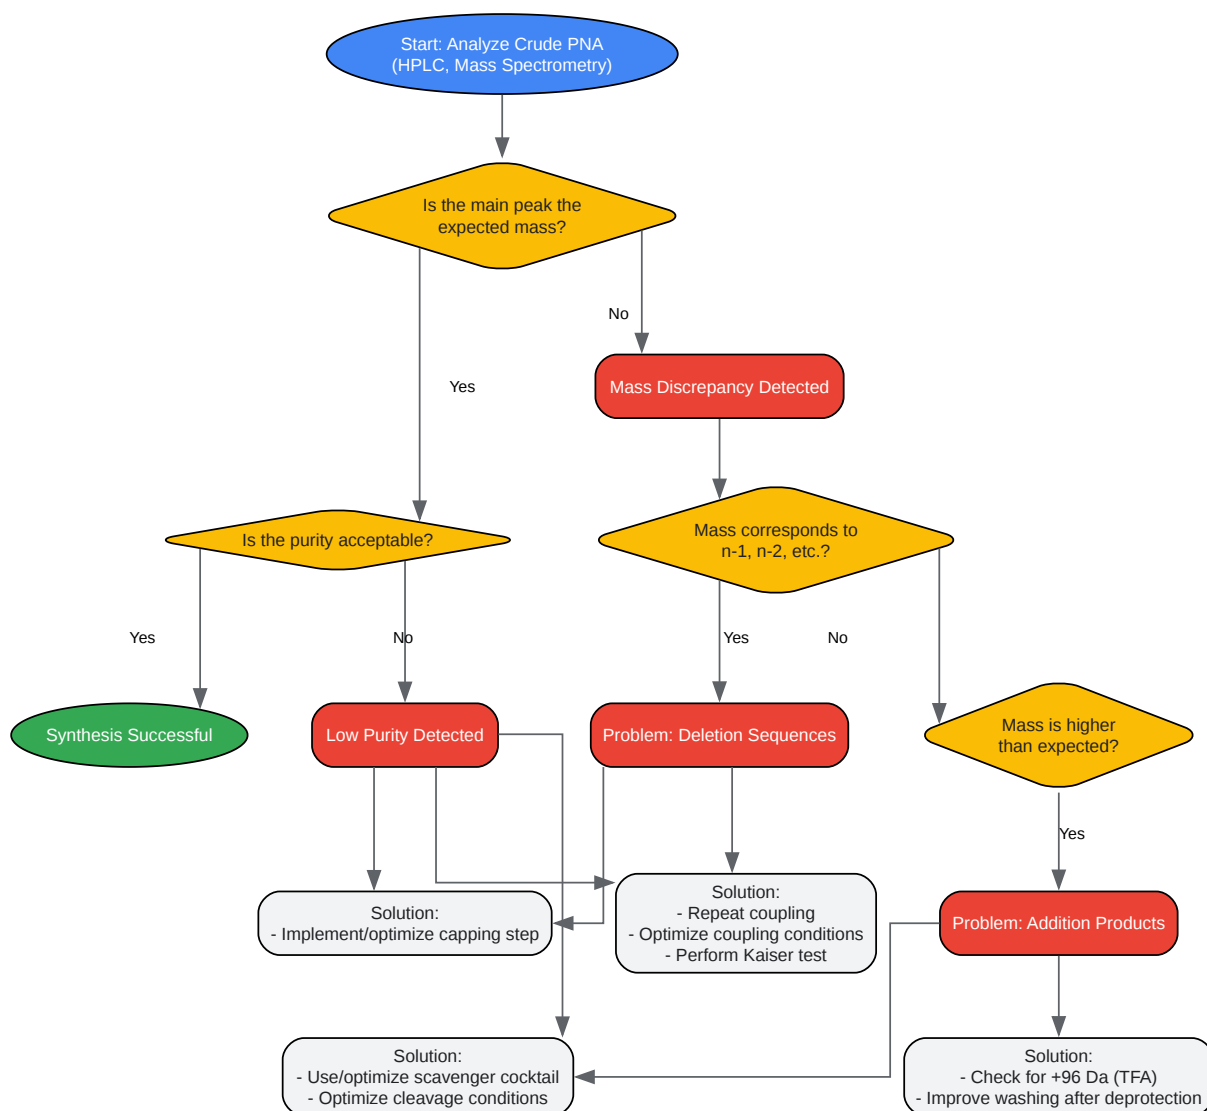 Start: Analyze Crude PNA
(HPLC, Mass Spectrometry)
Is the main peak the
expected mass?
No
Mass Discrepancy Detected
Yes
Is the purity acceptable?
Mass corresponds to
n-1, n-2, etc.?
Yes
No
Yes
No
Mass is higher
than expected?
Synthesis Successful
Low Purity Detected
Problem: Deletion Sequences
Yes
Solution:
- Implement/optimize capping step
Solution:
- Repeat coupling
- Optimize coupling conditions
- Perform Kaiser test
Problem: Addition Products
Solution:
- Use/optimize scavenger cocktail
- Optimize cleavage conditions
Solution:
- Check for +96 Da (TFA)
- Improve washing after deprotection